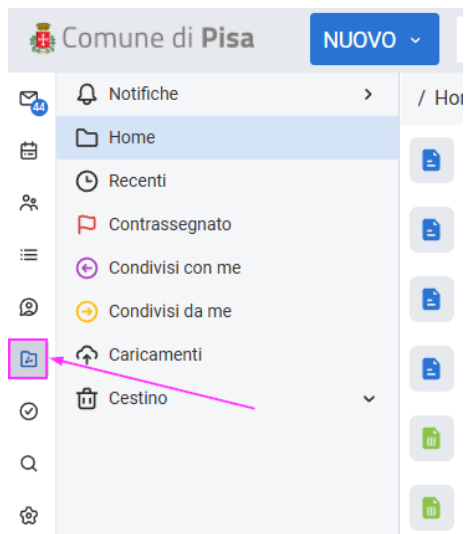 Comune di Pisa
NUOVO
44
Notifiche
/ Ho
Home
Recenti
Contrassegnato
Condivisi con me
Condivisi da me
Caricamenti
Cestino